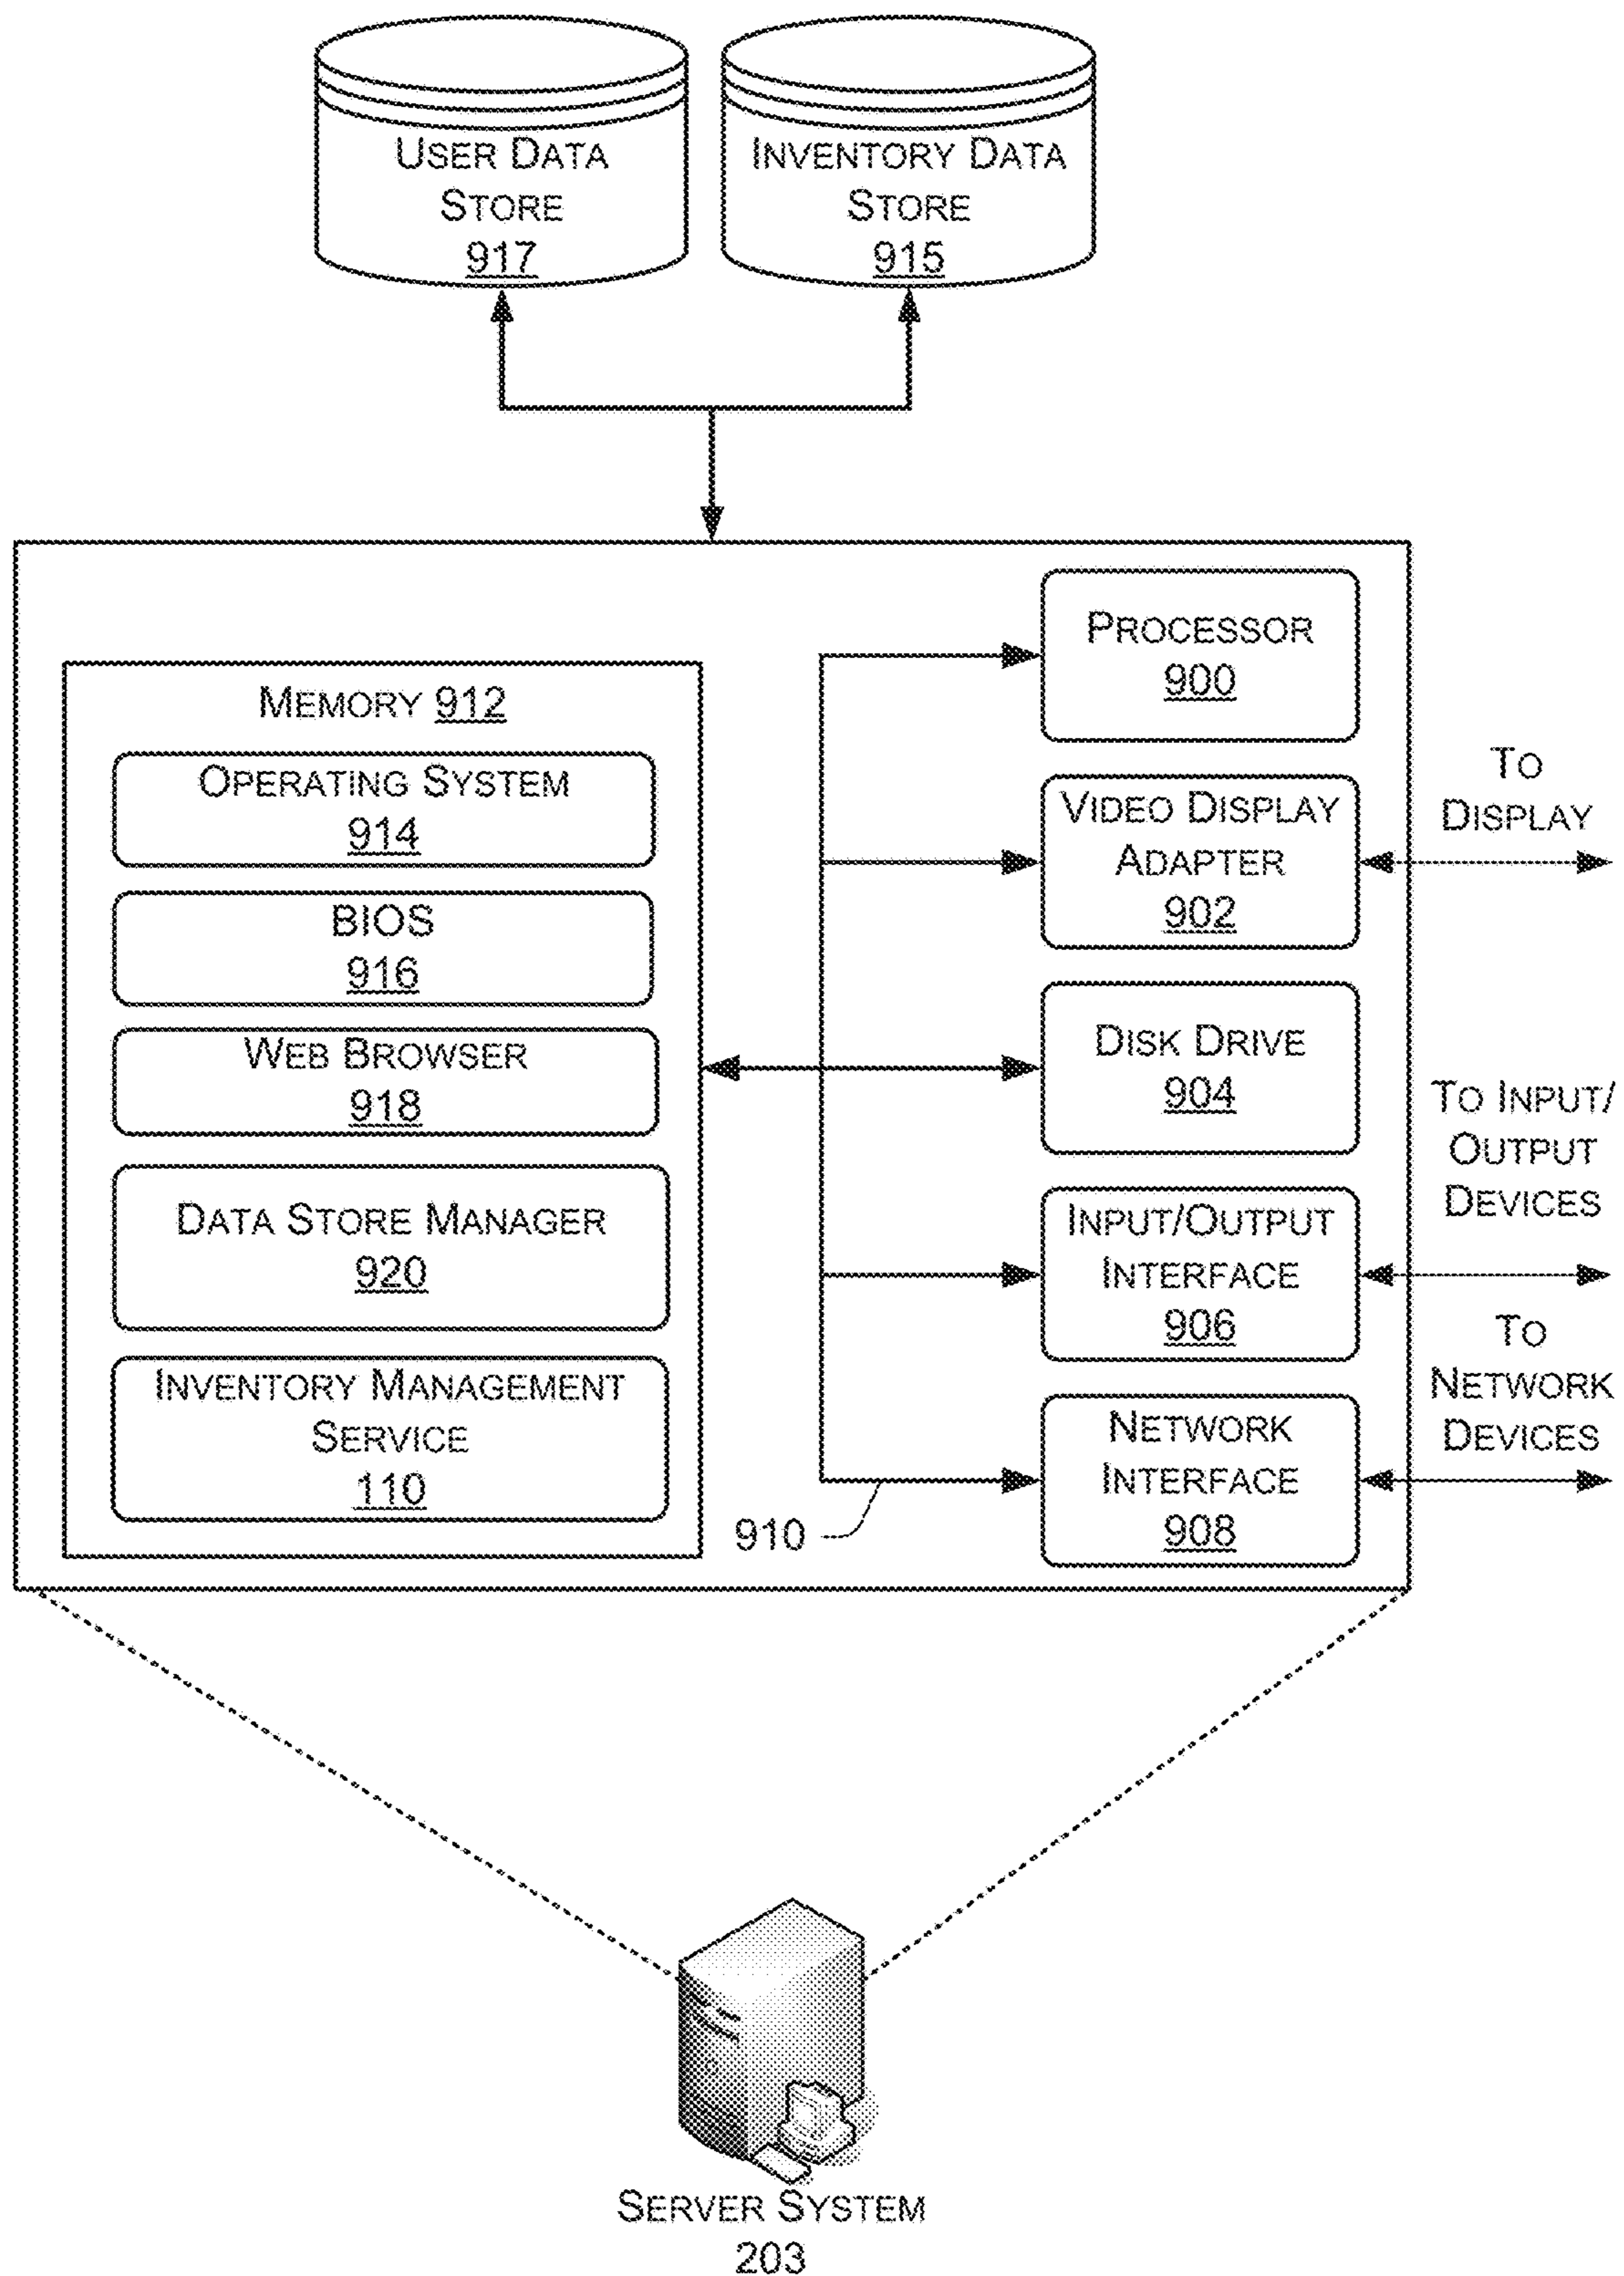 USER DATA
STORE
917
INVENTORY DATA
STORE
915
MEMORY 912
OPERATING SYSTEM
914
BIOS
916
WEB BROWSER
918
DATA STORE MANAGER
920
INVENTORY MANAGEMENT
SERVICE
110
PROCESSOR
900
VIDEO DISPLAY
ADAPTER
902
DISK DRIVE
904
INPUT/OUTPUT
INTERFACE
906
NETWORK
INTERFACE
908
910
TO
DISPLAY
TO INPUT/
OUTPUT
DEVICES
TO
NETWORK
DEVICES
SERVER SYSTEM
203